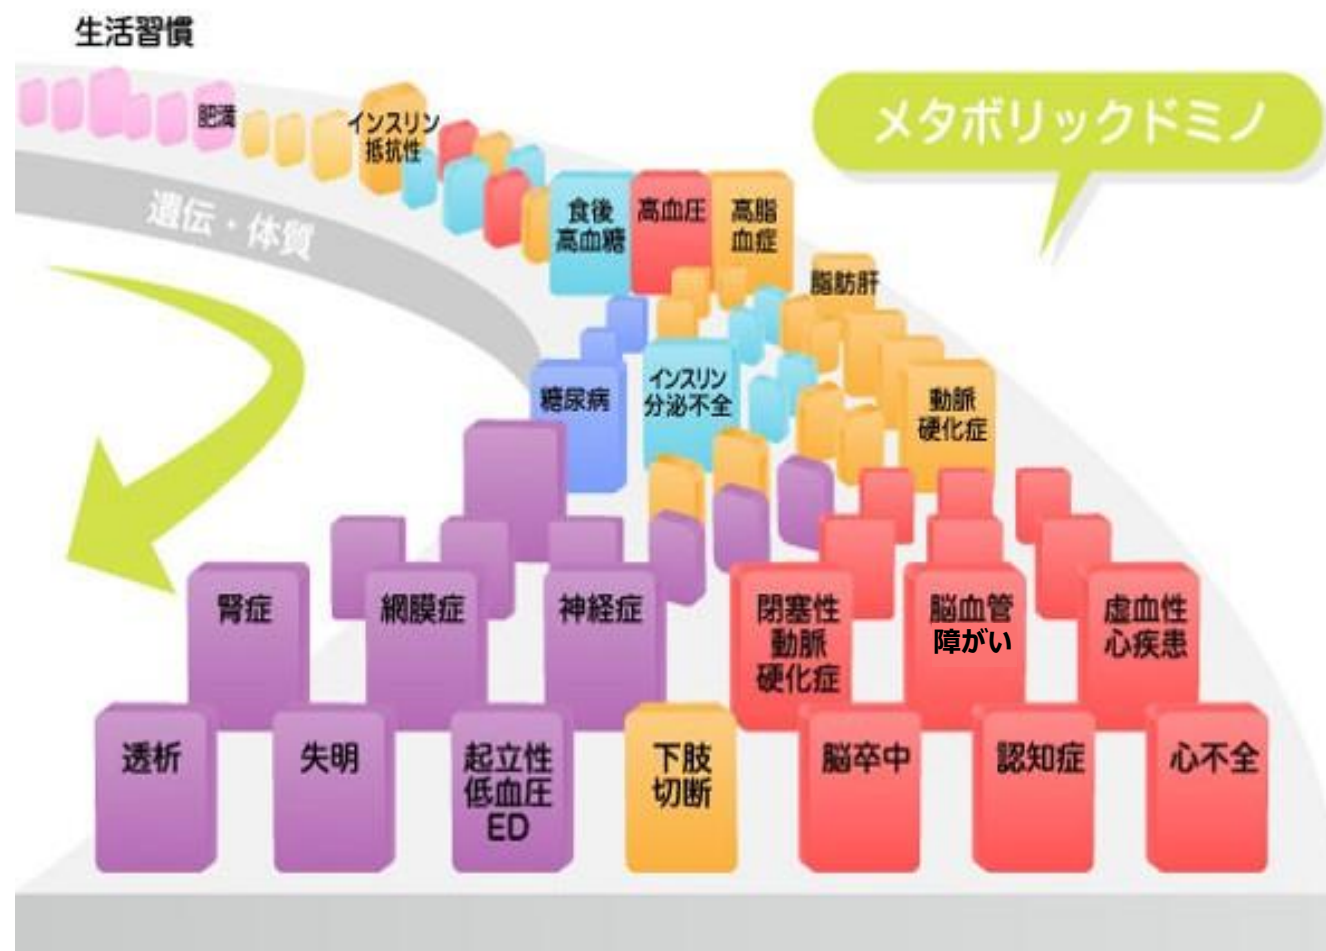 生活習慣
メタボリックドミノ
肥満
インスリン
抵抗性
遺伝・体質
食後
高血糖
高血圧
高脂
血症
脂肪肝
糖尿病
インスリン
分泌不全
動脈
硬化症
腎症
網膜症
神経症
閉塞性
動脈
硬化症
脳血管
障がい
虚血性
心疾患
透析
失明
起立性
低血圧
ED
下肢
切断
脳卒中
認知症
心不全